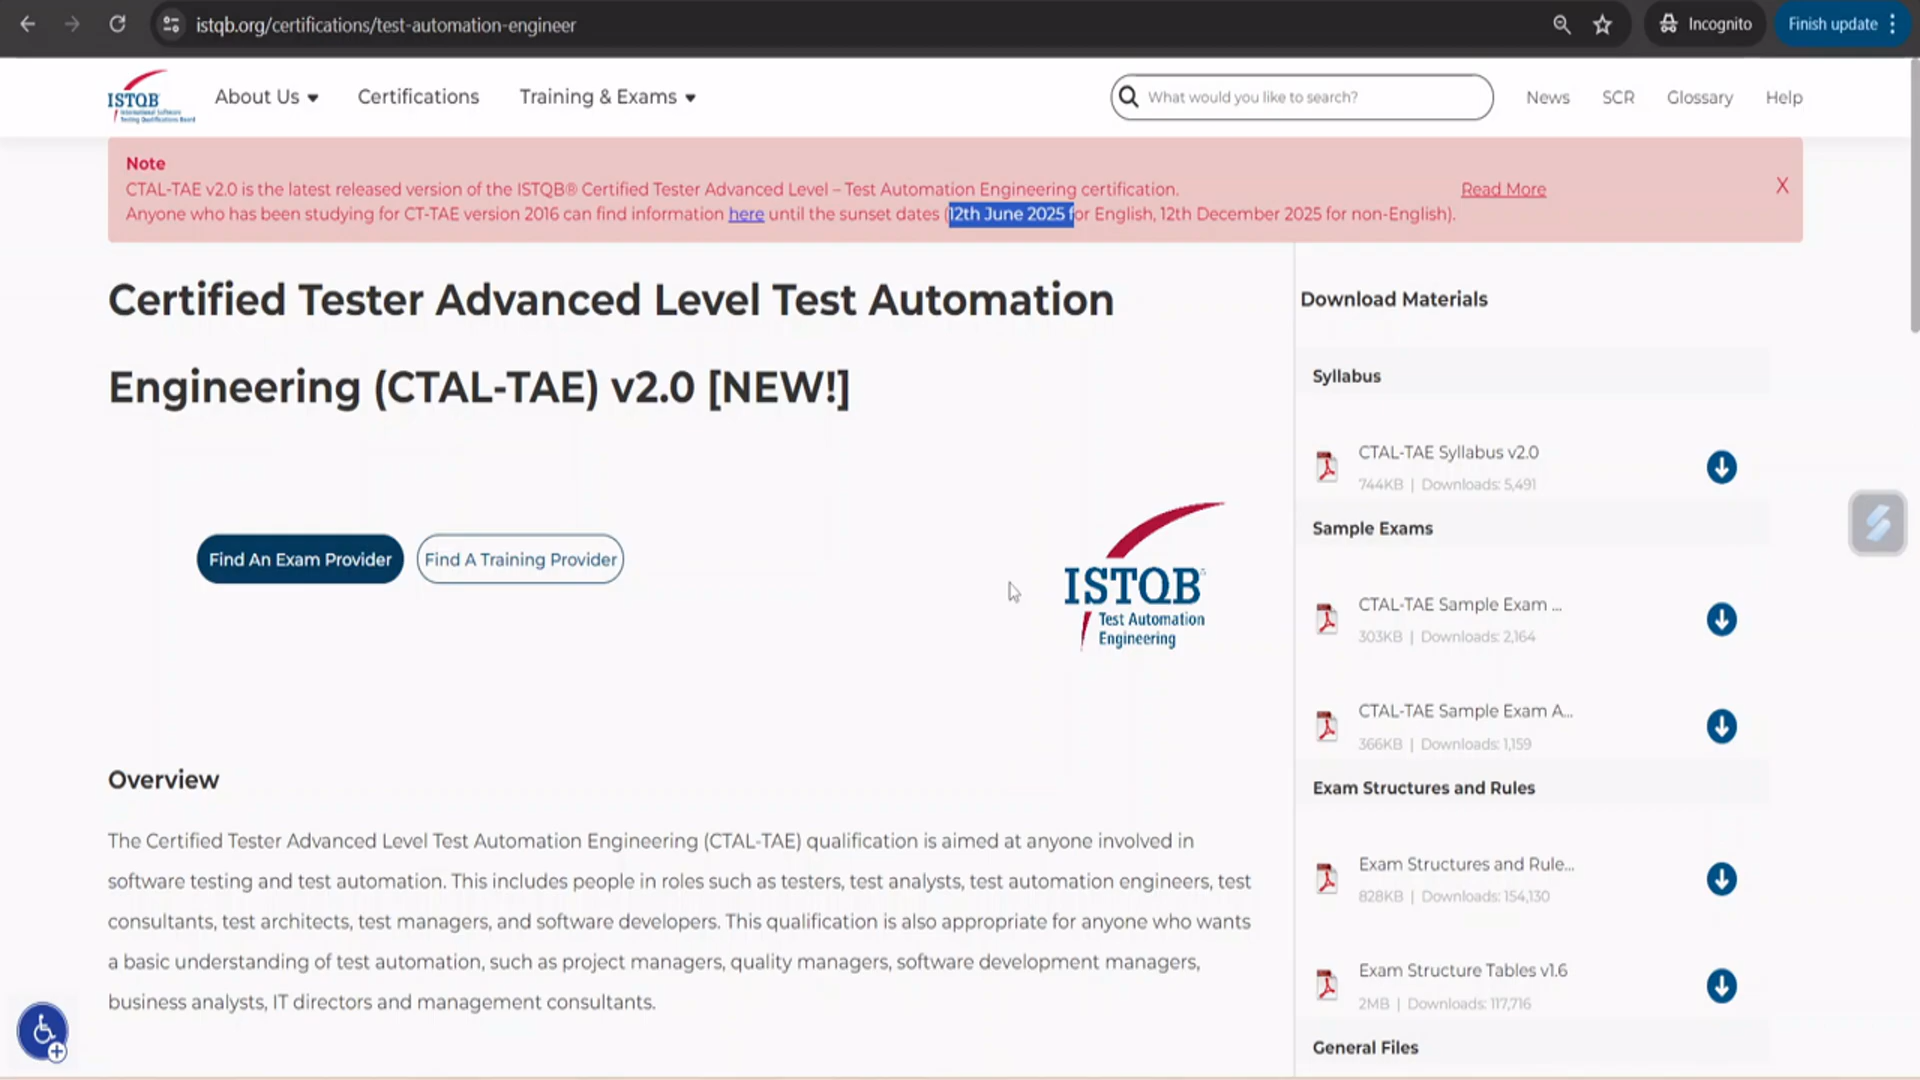 istqb.org/certifications/test-automation-engineer
Incognito
Finish update
ISTQB
International Software
Testing Qualifications Board
About Us
Certifications
Training & Exams
What would you like to search?
News
SCR
Glossary
Help
Note
CTAL-TAE v2.0 is the latest released version of the ISTQB® Certified Tester Advanced Level – Test Automation Engineering certification.
Read More
X
Anyone who has been studying for CT-TAE version 2016 can find information here until the sunset dates (12th June 2025 for English, 12th December 2025 for non-English).
Certified Tester Advanced Level Test Automation
Engineering (CTAL-TAE) v2.0 [NEW!]
Find An Exam Provider
Find A Training Provider
ISTQB
Test Automation
Engineering
Overview
The Certified Tester Advanced Level Test Automation Engineering (CTAL-TAE) qualification is aimed at anyone involved in
software testing and test automation. This includes people in roles such as testers, test analysts, test automation engineers, test
consultants, test architects, test managers, and software developers. This qualification is also appropriate for anyone who wants
a basic understanding of test automation, such as project managers, quality managers, software development managers,
business analysts, IT directors and management consultants.
Download Materials
Syllabus
CTAL-TAE Syllabus v2.0
744KB | Downloads: 5,491
Sample Exams
CTAL-TAE Sample Exam ...
303KB | Downloads: 2,164
CTAL-TAE Sample Exam A...
366KB | Downloads: 1,159
Exam Structures and Rules
Exam Structures and Rule...
828KB | Downloads: 154,130
Exam Structure Tables v1.6
2MB | Downloads: 117,716
General Files